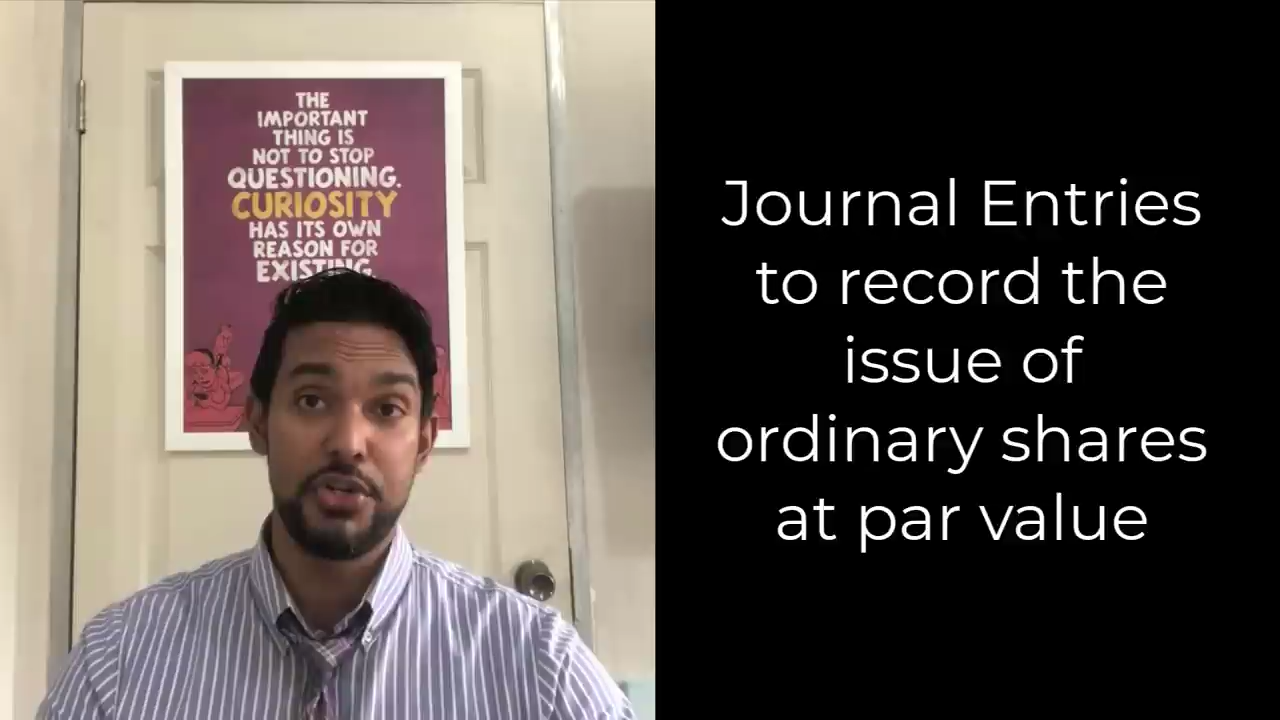 THE
IMPORTANT
THING IS
NOT TO STOP
QUESTIONING.
CURIOSITY
HAS ITS OWN
REASON FOR
EXISTING.
Journal Entries
to record the
issue of
ordinary shares
at par value